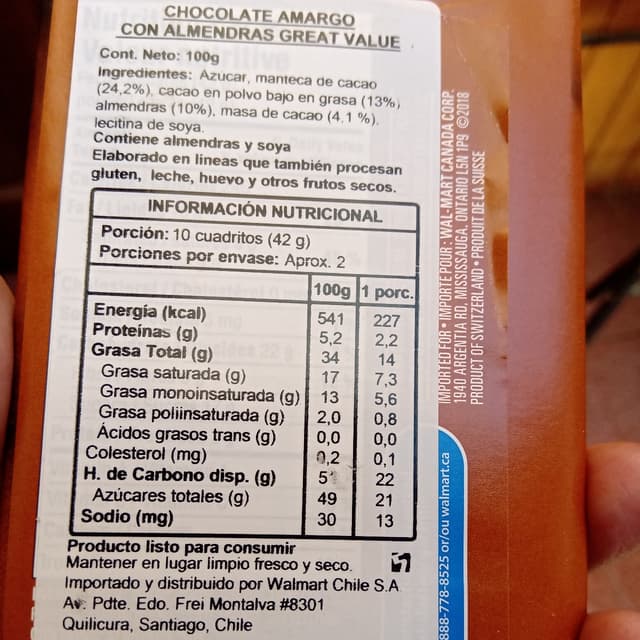 CHOCOLATE AMARGO
CON ALMENDRAS GREAT VALUE
Cont. Neto: 100g
Ingredientes: Azucar, manteca de cacao
(24,2%), cacao en polvo bajo en grasa (13%),
almendras (10%), masa de cacao (4,1 %).
lecitina de soya.
Contiene almendras y soya
Elaborado en lineas que también procesan
gluten, leche, huevo y otros frutos secos.
INFORMACIÓN NUTRICIONAL
Porción: 10 cuadritos (42 g)
Porciones por envase: Aprox. 2
100g 1 porc.
Energía (kcal) 541 227
Proteínas (g) 5,2 2,2
Grasa Total (g) 34 14
Grasa saturada (g) 17 7,3
Grasa monoinsaturada (g) 13 5,6
Grasa poliinsaturada (g) 2,0 0,8
Ácidos grasos trans (g) 0,0 0,0
Colesterol (mg) 0,2 0,1
H. de Carbono disp. (g) 51 22
Azúcares totales (g) 49 21
Sodio (mg) 30 13
Producto listo para consumir
Mantener en lugar limpio fresco y seco.
Importado y distribuido por Walmart Chile S.A
Av. Pdte. Edo. Frei Montalva #8301
Quilicura, Santiago, Chile
IMPORTED FOR • IMPORTÉ POUR : WAL-MART CANADA CORP.
1940 ARGENTIA RD, MISSISSAUGA, ONTARIO L5N 1P9 ©2018
PRODUCT OF SWITZERLAND • PRODUIT DE LA SUISSE
888-778-8525 or/ou walmart.ca